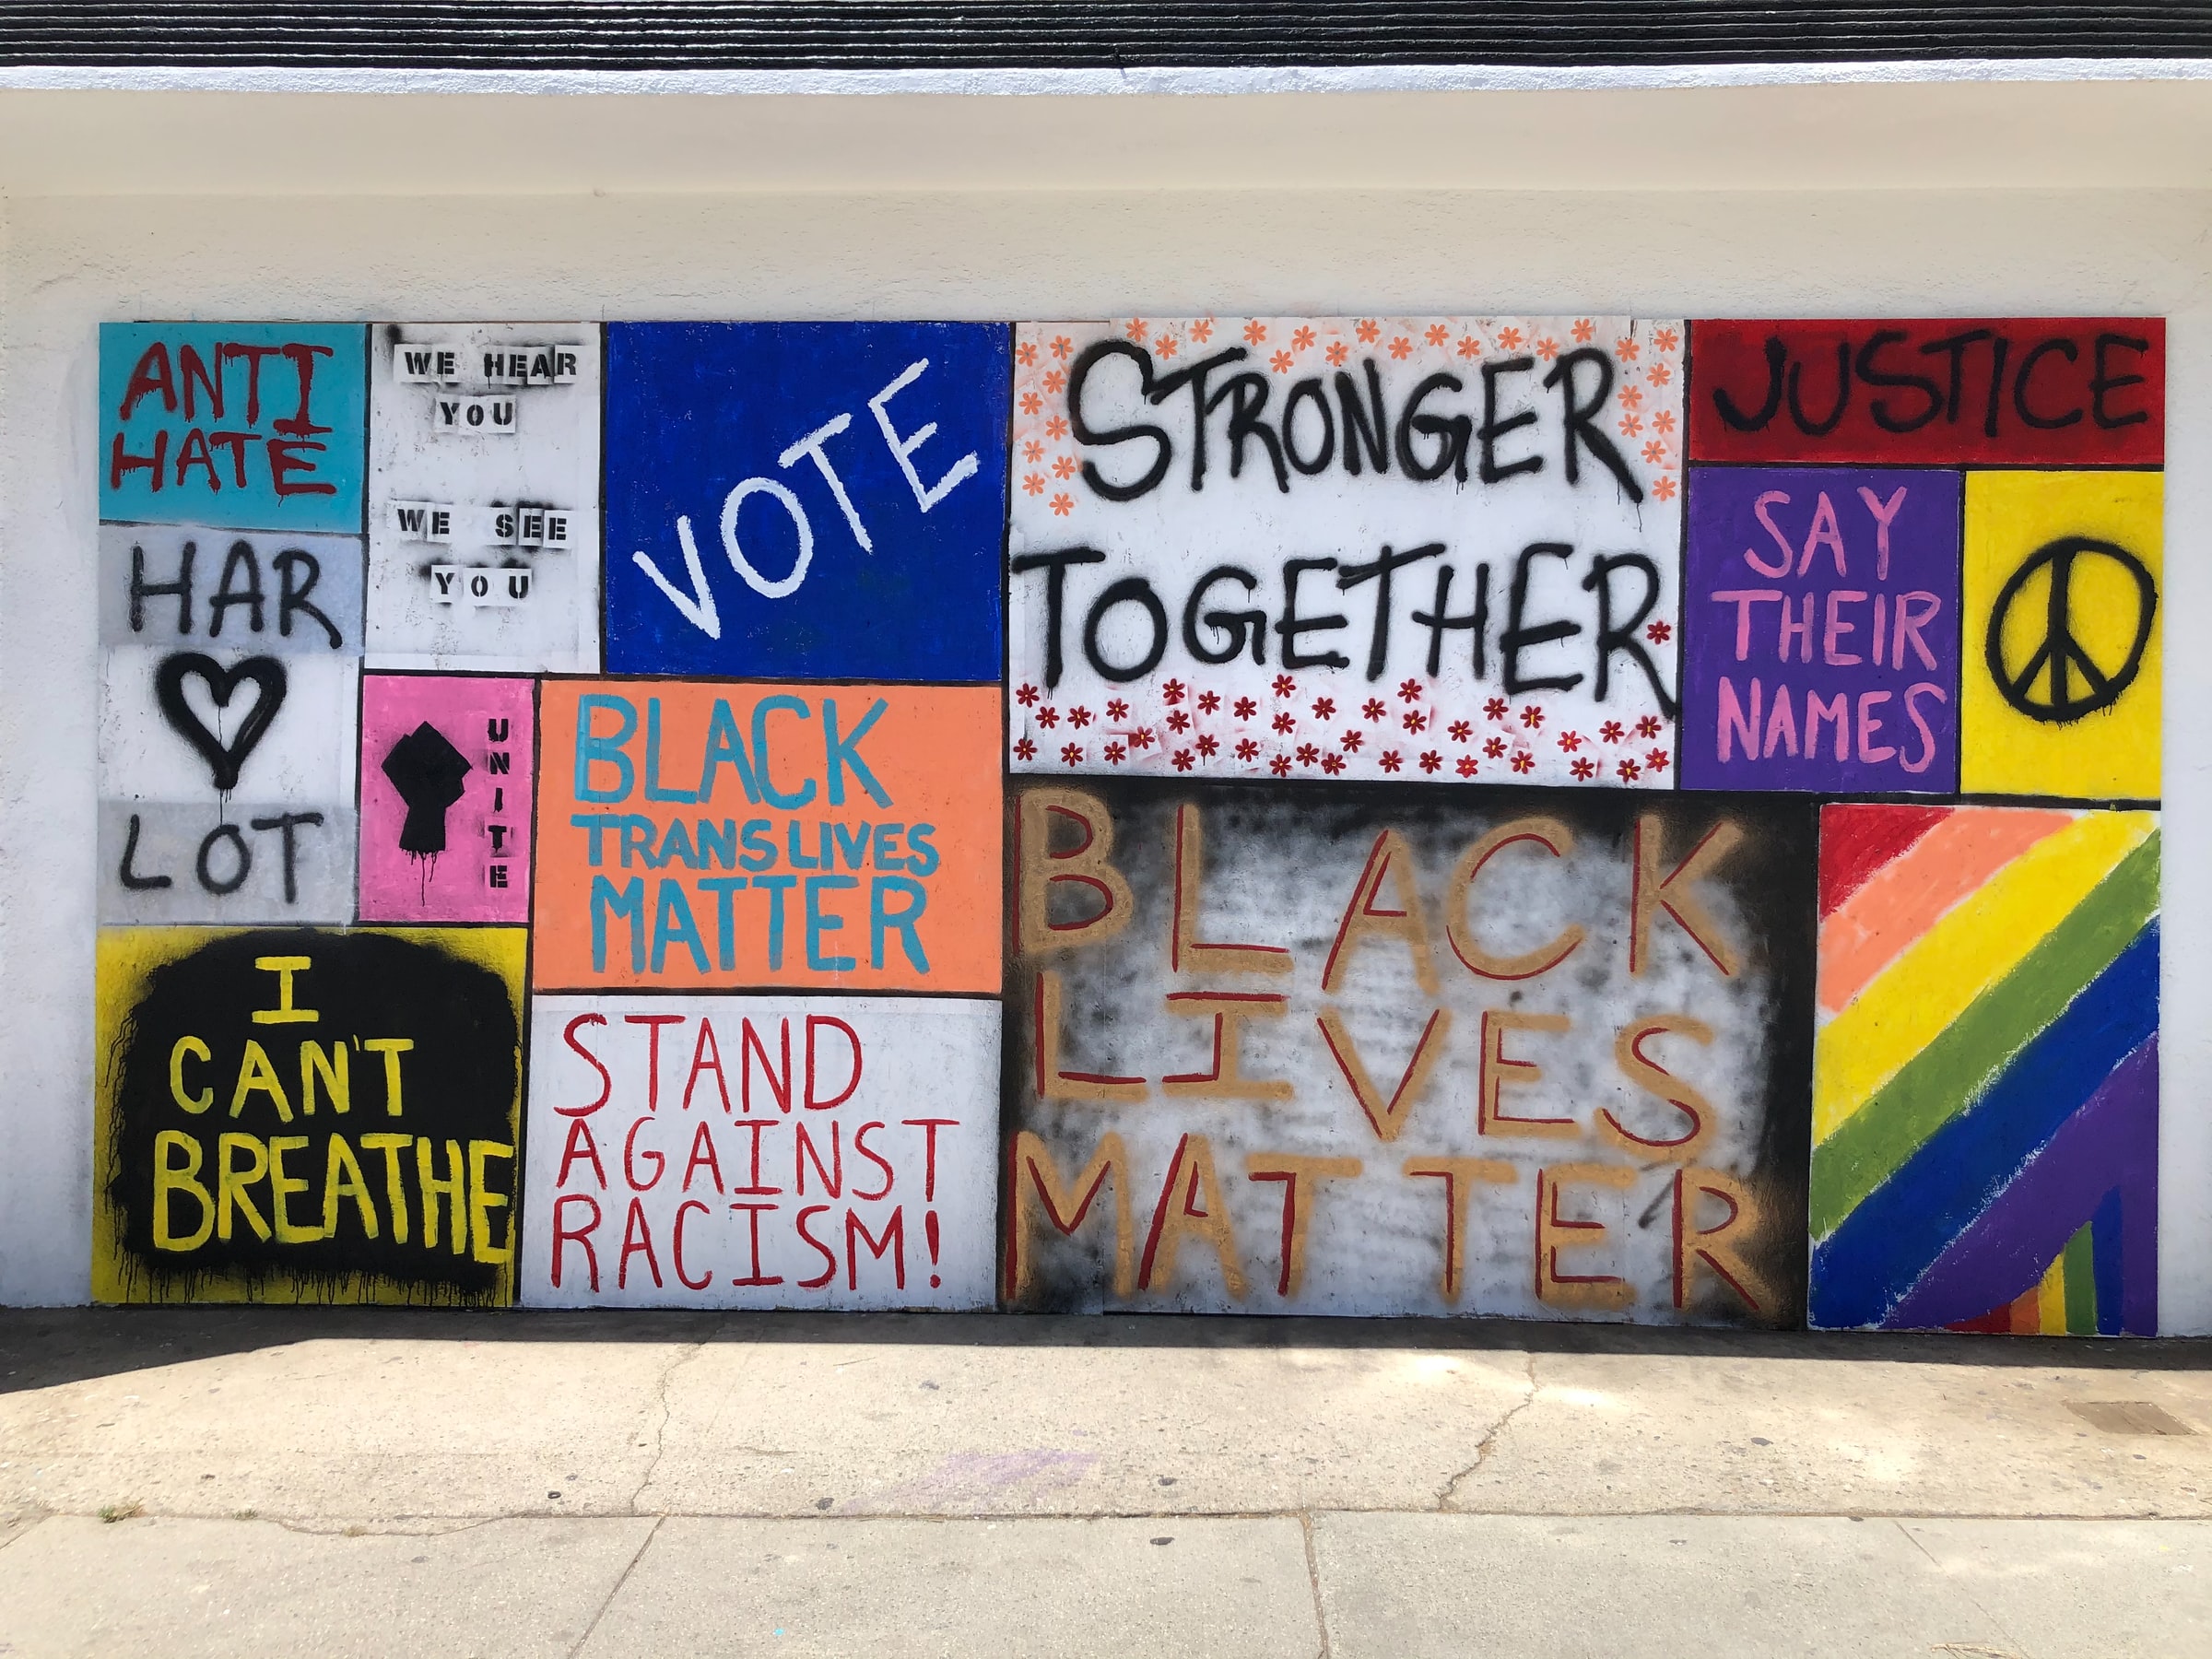 ANTI
HATE
WE HEAR
YOU
WE SEE
YOU
VOTE
STRONGER
TOGETHER
JUSTICE
SAY
THEIR
NAMES
HAR
LOT
UNITE
BLACK
TRANS LIVES
MATTER
I
CAN'T
BREATHE
STAND
AGAINST
RACISM!
BLACK
LIVES
MATTER